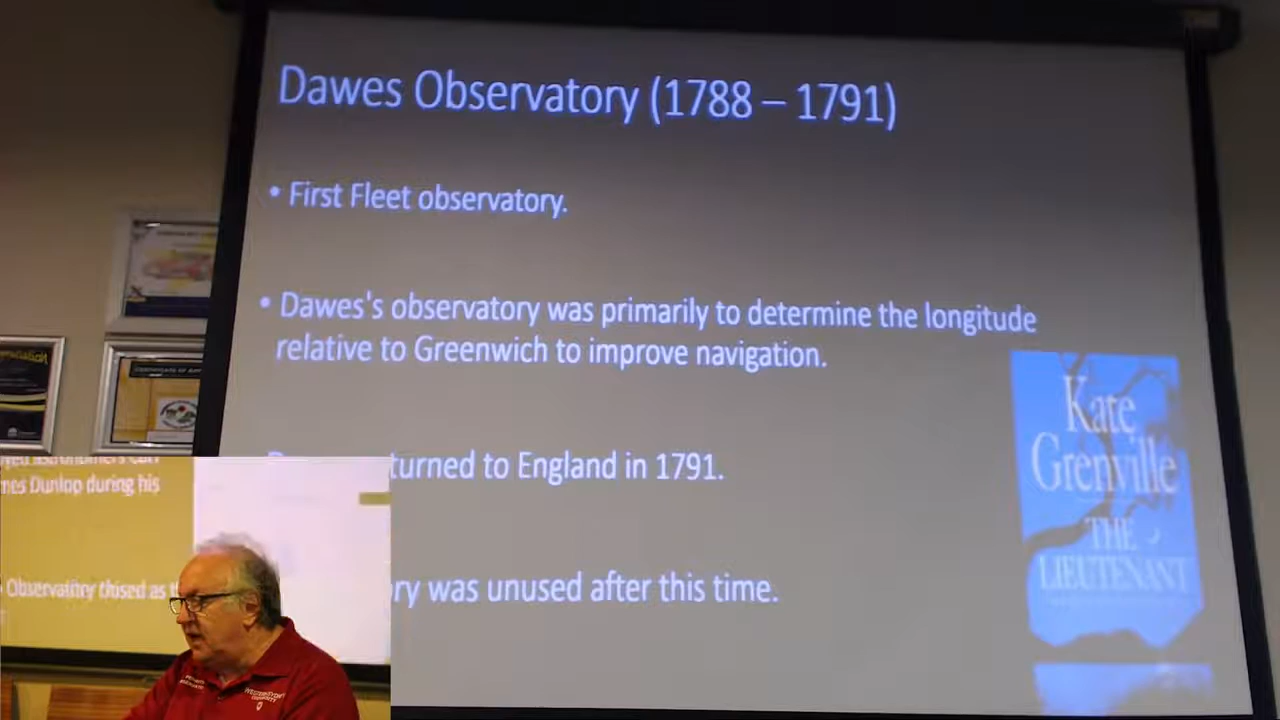 Dawes Observatory (1788 – 1791)
• First Fleet observatory.
• Dawes's observatory was primarily to determine the longitude
relative to Greenwich to improve navigation.
turned to England in 1791.
was unused after this time.
Kate
Grenville
THE
LIEUTENANT
Dunlop during his
Observatory
as